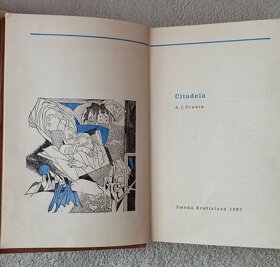 Citadela
A. J. Cronin
Smena Bratislava 1965